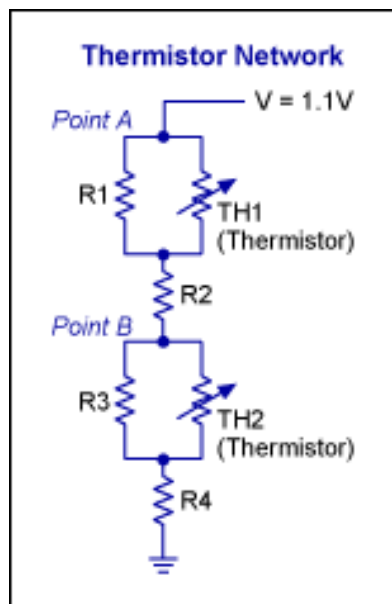 Thermistor Network
V = 1.1V
Point A
R1
TH1
(Thermistor)
R2
Point B
R3
TH2
(Thermistor)
R4